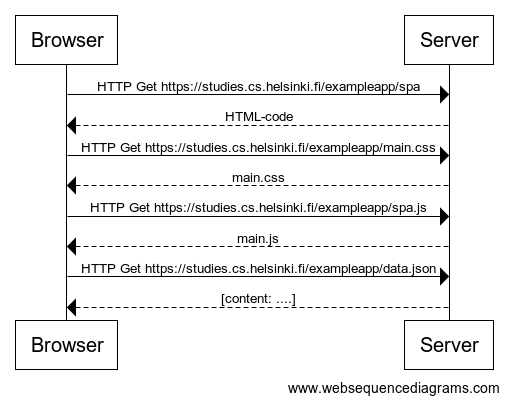 Browser
Server
HTTP Get https://studies.cs.helsinki.fi/exampleapp/spa
HTML-code
HTTP Get https://studies.cs.helsinki.fi/exampleapp/main.css
main.css
HTTP Get https://studies.cs.helsinki.fi/exampleapp/spa.js
main.js
HTTP Get https://studies.cs.helsinki.fi/exampleapp/data.json
[content: ....]
Browser
Server
www.websequencediagrams.com